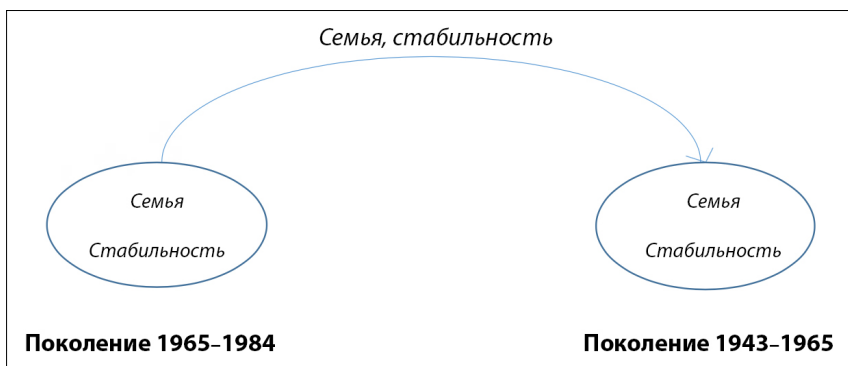 Семья, стабильность
Семья
Стабильность
Семья
Стабильность
Поколение 1965–1984
Поколение 1943–1965